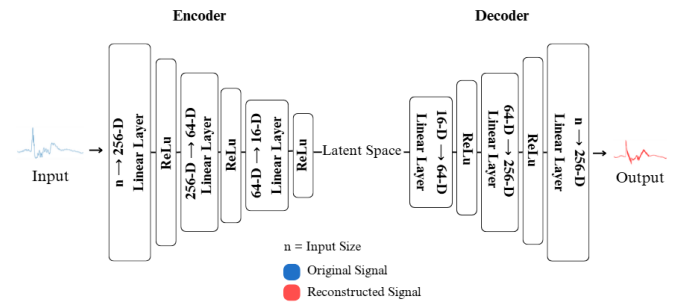 Encoder
Decoder
Input
n → 256-D
Linear Layer
ReLu
256-D → 64-D
Linear Layer
ReLu
64-D → 16-D
Linear Layer
ReLu
Latent Space
16-D → 64-D
Linear Layer
ReLu
64-D → 256-D
Linear Layer
ReLu
n → 256-D
Linear Layer
Output
n = Input Size
Original Signal
Reconstructed Signal